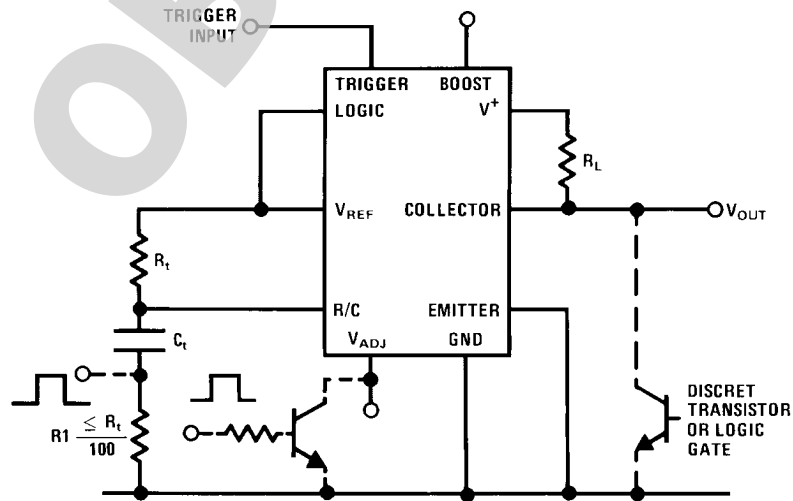 TRIGGER
INPUT
TRIGGER BOOST
LOGIC V+
RL
VREF COLLECTOR VOUT
Rt
R/C EMITTER
VADJ GND
Ct
R1 ≤ Rt
100
DISCRET
TRANSISTOR
OR LOGIC
GATE
OB